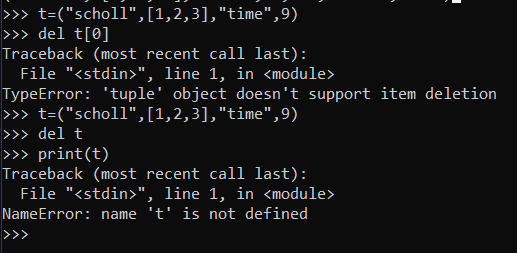 >>> t=("scholl",[1,2,3],"time",9)
>>> del t[0]
Traceback (most recent call last):
  File "<stdin>", line 1, in <module>
TypeError: 'tuple' object doesn't support item deletion
>>> t=("scholl",[1,2,3],"time",9)
>>> del t
>>> print(t)
Traceback (most recent call last):
  File "<stdin>", line 1, in <module>
NameError: name 't' is not defined
>>>